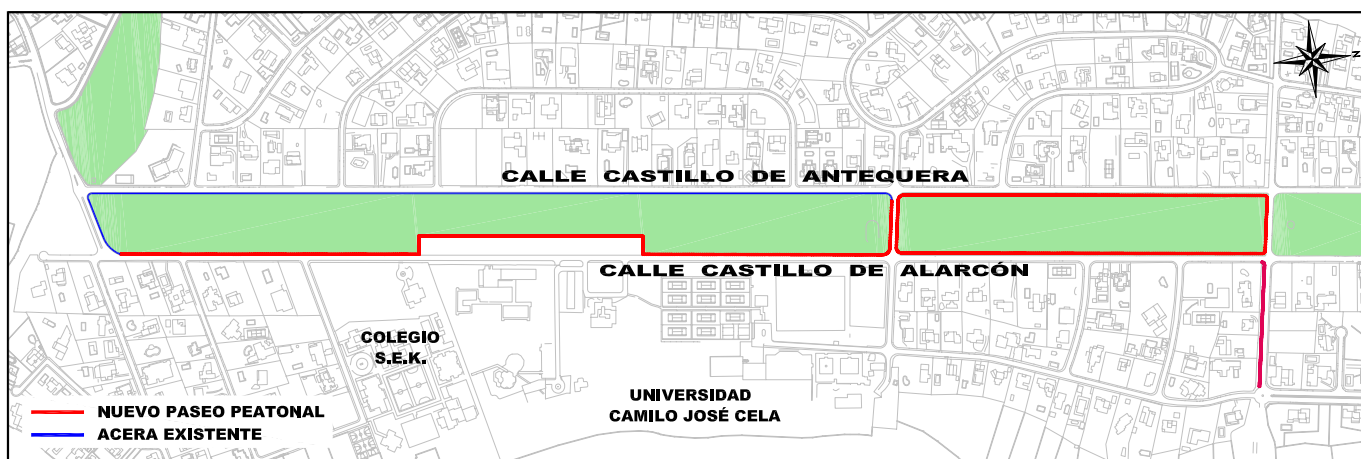 N
CALLE CASTILLO DE ANTEQUERA
CALLE CASTILLO DE ALARCÓN
COLEGIO
S.E.K.
UNIVERSIDAD
CAMILO JOSÉ CELA
NUEVO PASEO PEATONAL
ACERA EXISTENTE